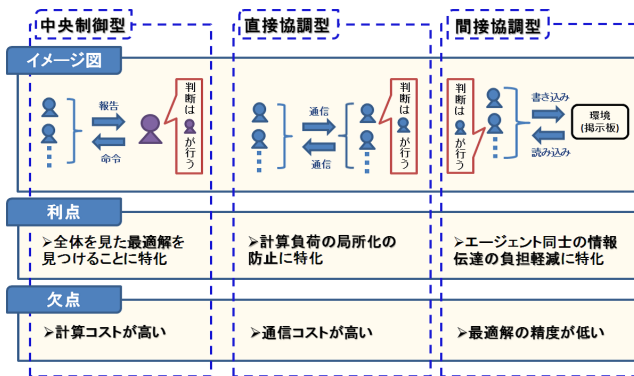 中央制御型
直接協調型
間接協調型
イメージ図
報告
命令
判断は
が行う
通信
通信
判断は
が行う
判断は
が行う
書き込み
読み込み
環境
(掲示板)
利点
➢全体を見た最適解を
見つけることに特化
➢計算負荷の局所化の
防止に特化
➢エージェント同士の情報
伝達の負担軽減に特化
欠点
➢計算コストが高い
➢通信コストが高い
➢最適解の精度が低い